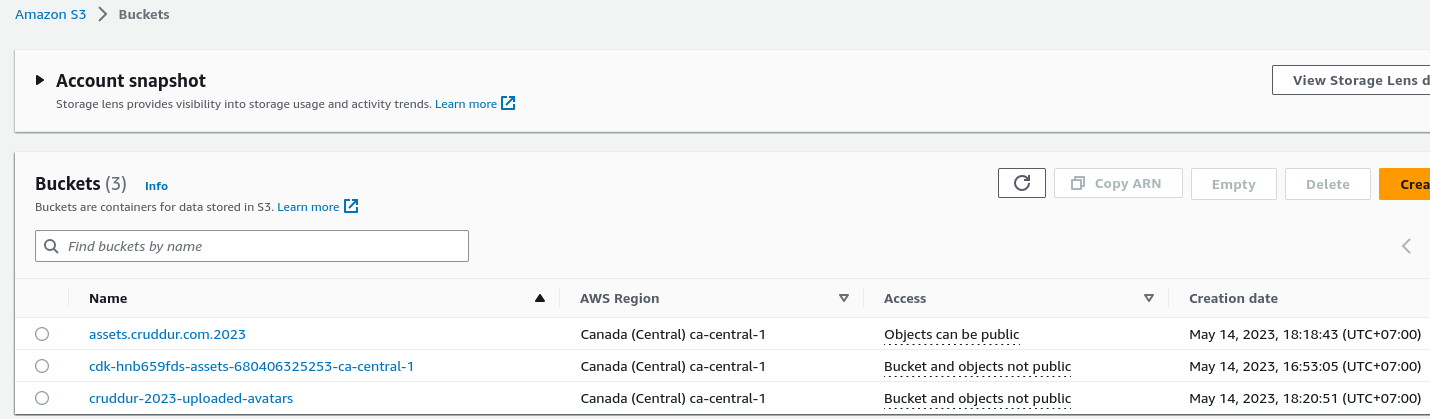 Amazon S3 > Buckets
Account snapshot
Storage lens provides visibility into storage usage and activity trends. Learn more
View Storage Lens d
Buckets (3) Info
Buckets are containers for data stored in S3. Learn more
Copy ARN Empty Delete Crea
Find buckets by name
Name AWS Region Access Creation date
assets.cruddur.com.2023 Canada (Central) ca-central-1 Objects can be public May 14, 2023, 18:18:43 (UTC+07:00)
cdk-hnb659fds-assets-680406325253-ca-central-1 Canada (Central) ca-central-1 Bucket and objects not public May 14, 2023, 16:53:05 (UTC+07:00)
cruddur-2023-uploaded-avatars Canada (Central) ca-central-1 Bucket and objects not public May 14, 2023, 18:20:51 (UTC+07:00)